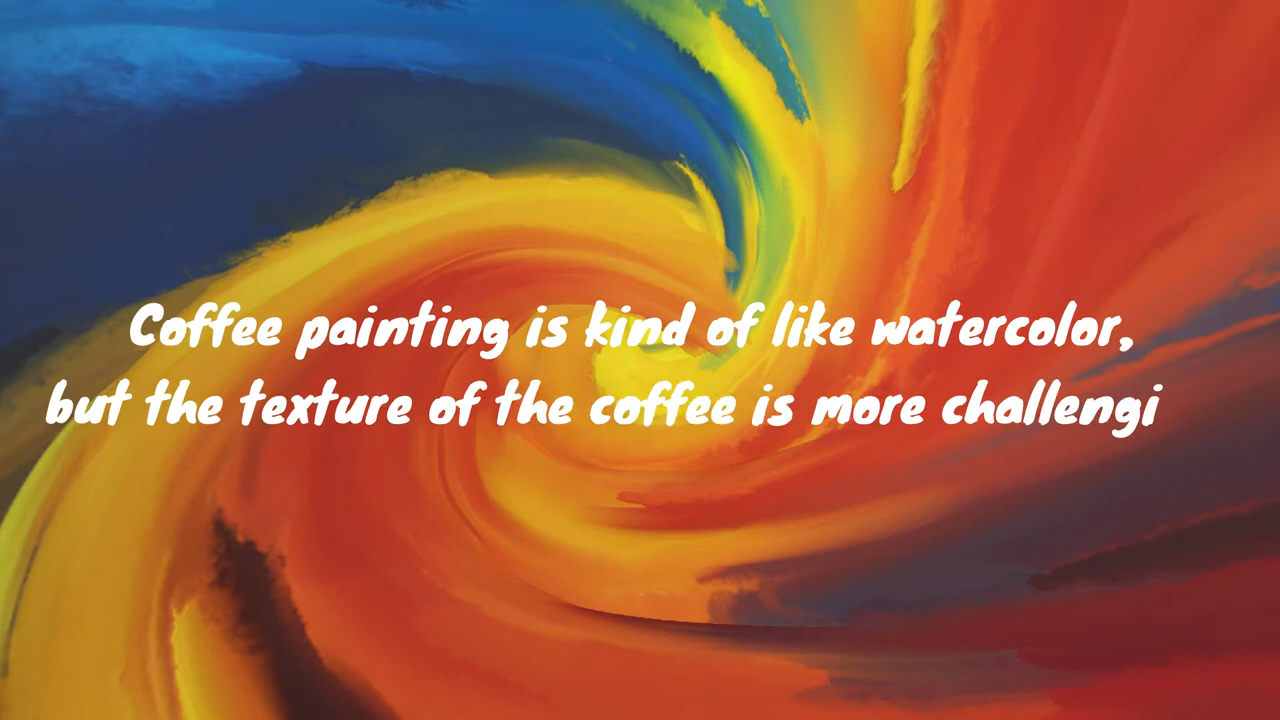 Coffee painting is kind of like watercolor,
but the texture of the coffee is more challengi